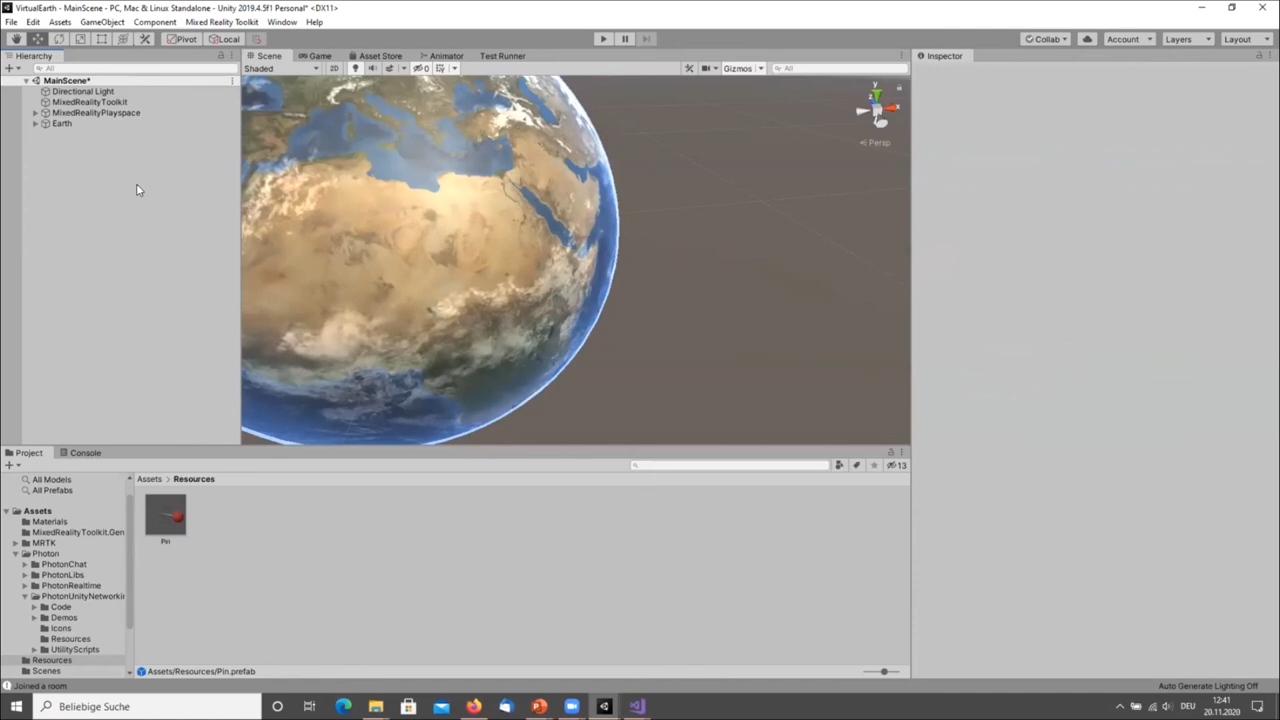 VirtualEarth - MainScene - PC, Mac & Linux Standalone - Unity 2019.4.5f1 Personal* <DX11>
File Edit Assets GameObject Component Mixed Reality Toolkit Window Help
Pivot Local Collab Account Layers Layout
Hierarchy
All
MainScene*
Directional Light
MixedRealityToolkit
MixedRealityPlayspace
Earth
Scene Game Asset Store Animator Test Runner
Shaded 2D 0 Gizmos All
y
x
z
Persp
Inspector
Project Console
13
All Models
All Prefabs
Assets
Materials
MixedRealityToolkit.Gen
MRTK
Photon
PhotonChat
PhotonLibs
PhotonRealtime
PhotonUnityNetworkin
Code
Demos
Icons
Resources
UtilityScripts
Resources
Scenes
Assets > Resources
Pin
Assets/Resources/Pin.prefab
Joined a room
Auto Generate Lighting Off
Beliebige Suche
DEU
12:41
20.11.2020